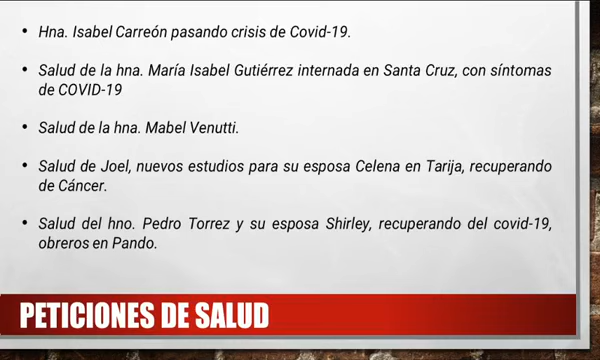 • Hna. Isabel Carreón pasando crisis de Covid-19.
• Salud de la hna. María Isabel Gutiérrez internada en Santa Cruz, con síntomas
de COVID-19
• Salud de la hna. Mabel Venutti.
• Salud de Joel, nuevos estudios para su esposa Celena en Tarija, recuperando
de Cáncer.
• Salud del hno. Pedro Torrez y su esposa Shirley, recuperando del covid-19,
obreros en Pando.
PETICIONES DE SALUD